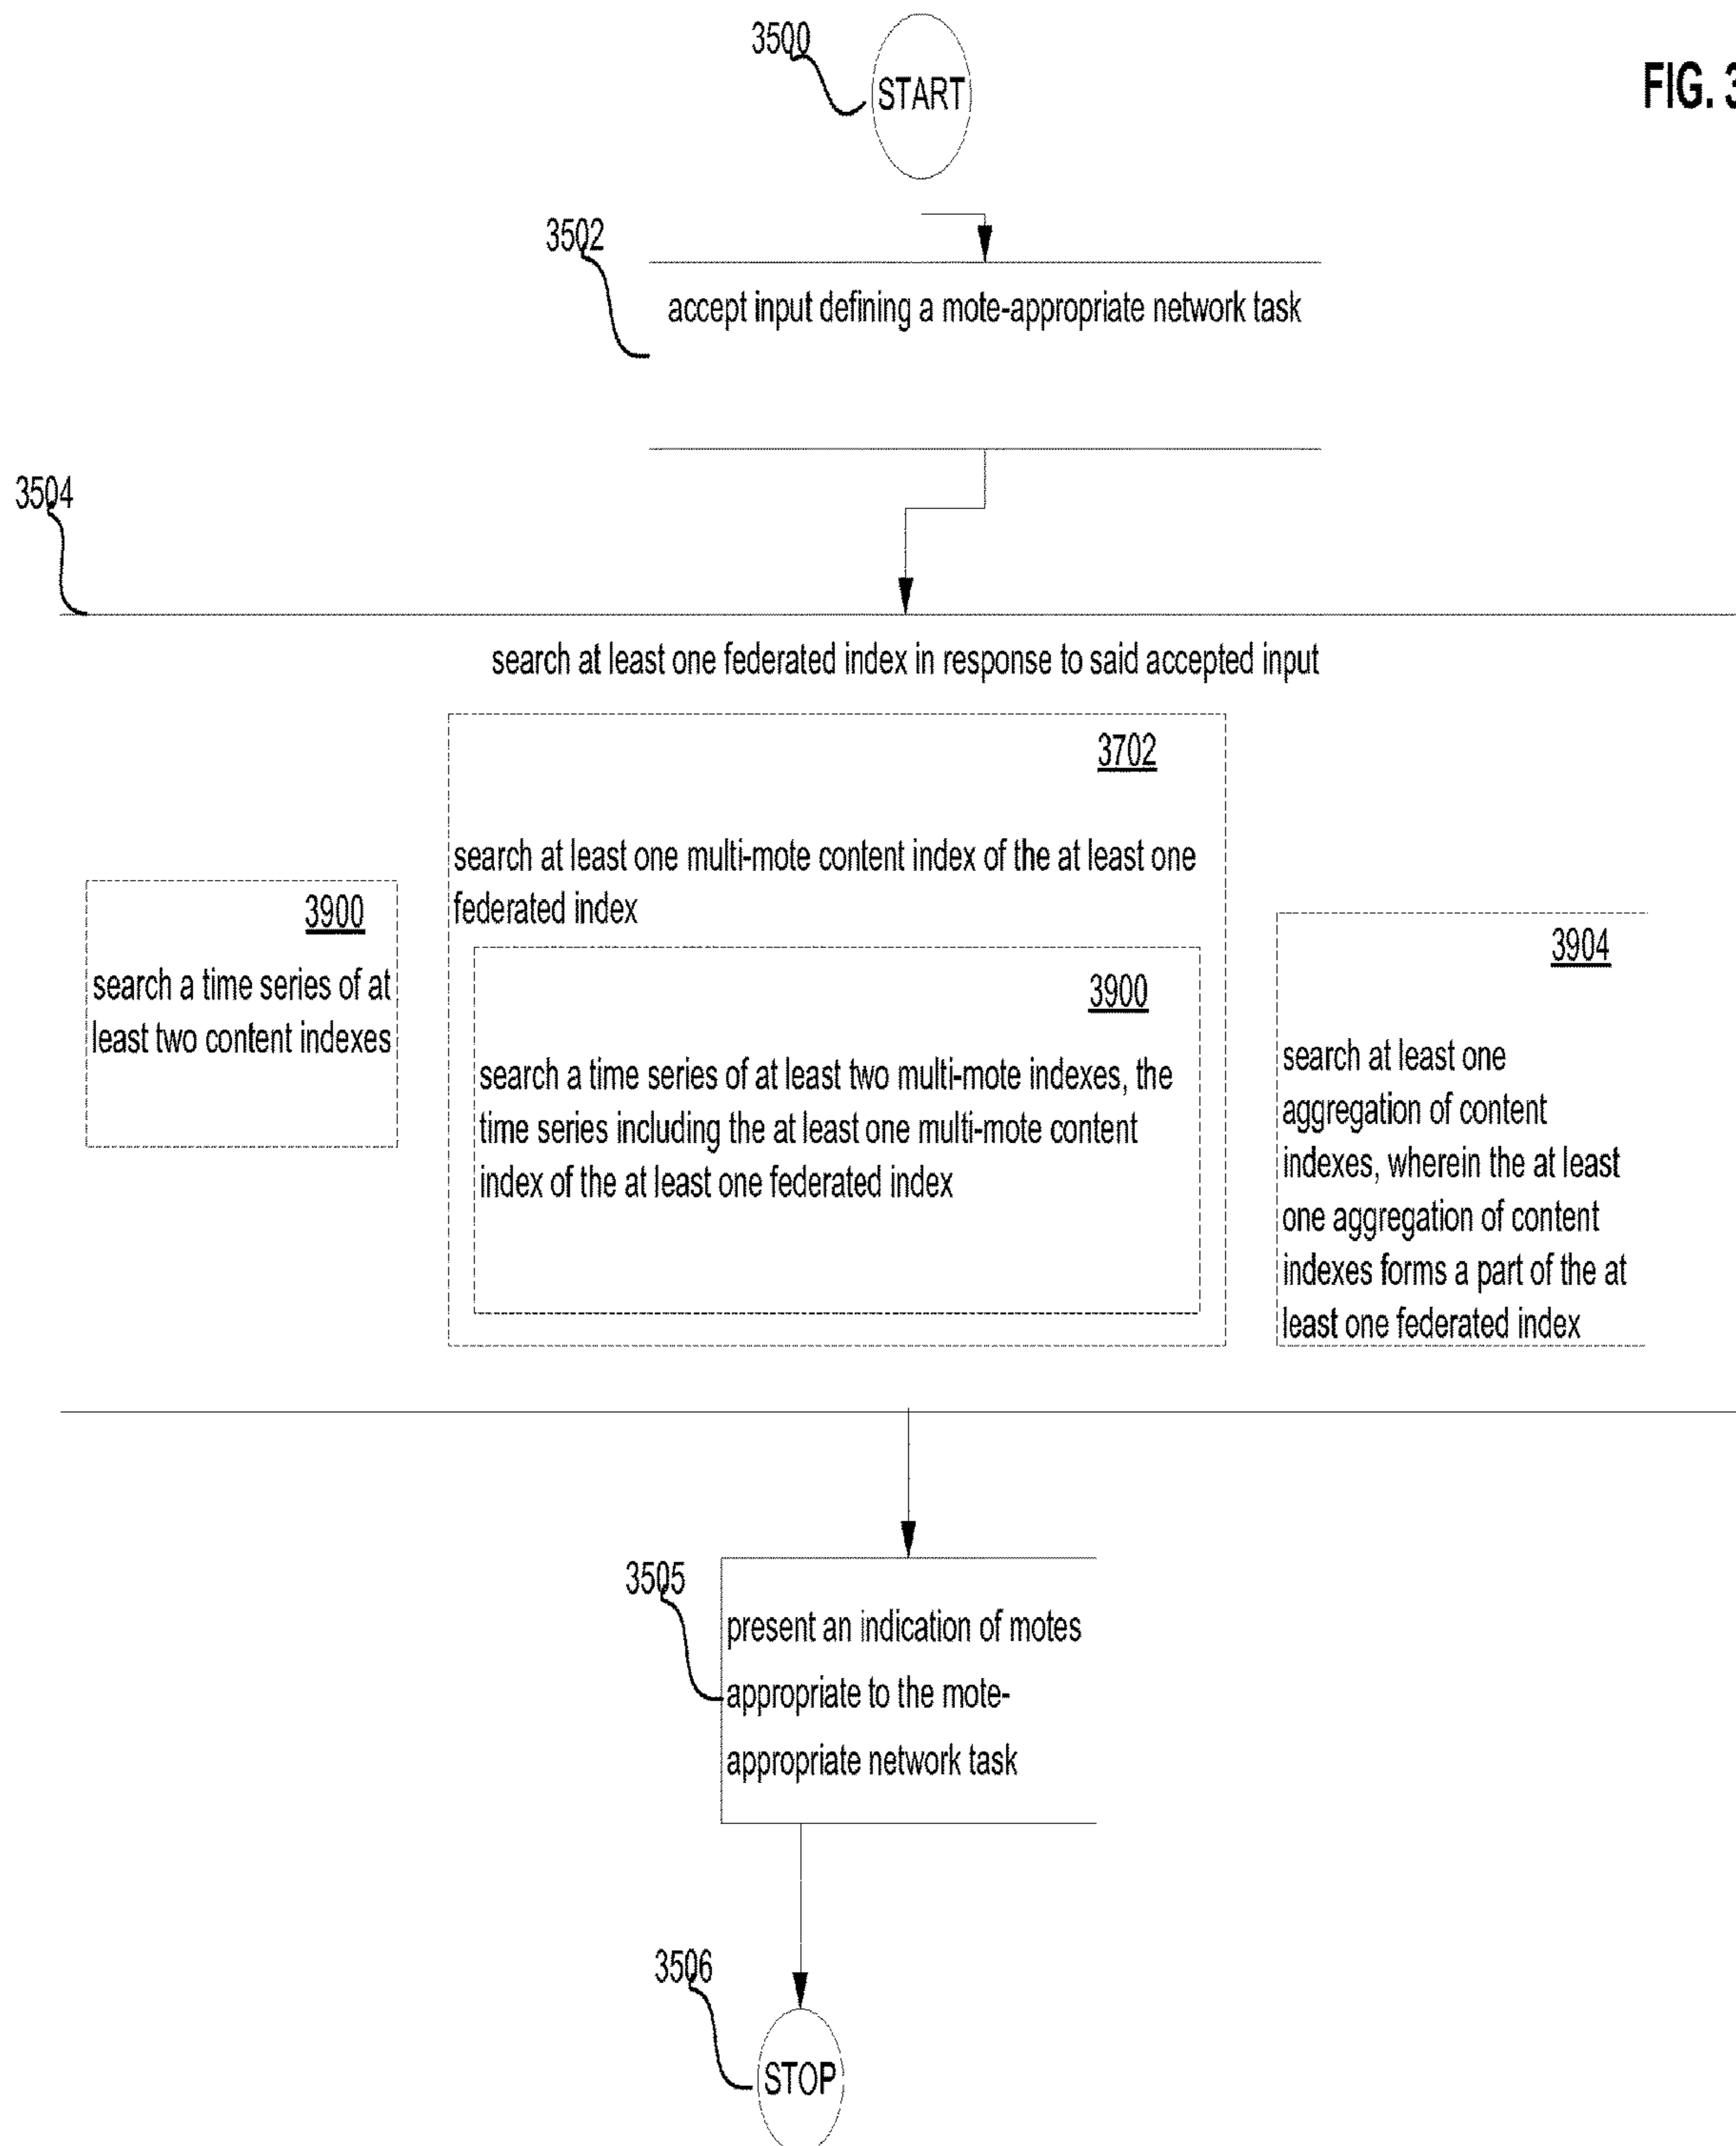 3500
START
FIG. 3
3502
accept input defining a mote-appropriate network task
3504
search at least one federated index in response to said accepted input
3702
search at least one multi-mote content index of the at least one
federated index
3900
search a time series of at
least two content indexes
3900
search a time series of at least two multi-mote indexes, the
time series including the at least one multi-mote content
index of the at least one federated index
3904
search at least one
aggregation of content
indexes, wherein the at least
one aggregation of content
indexes forms a part of the at
least one federated index
3505
present an indication of motes
appropriate to the mote-
appropriate network task
3506
STOP